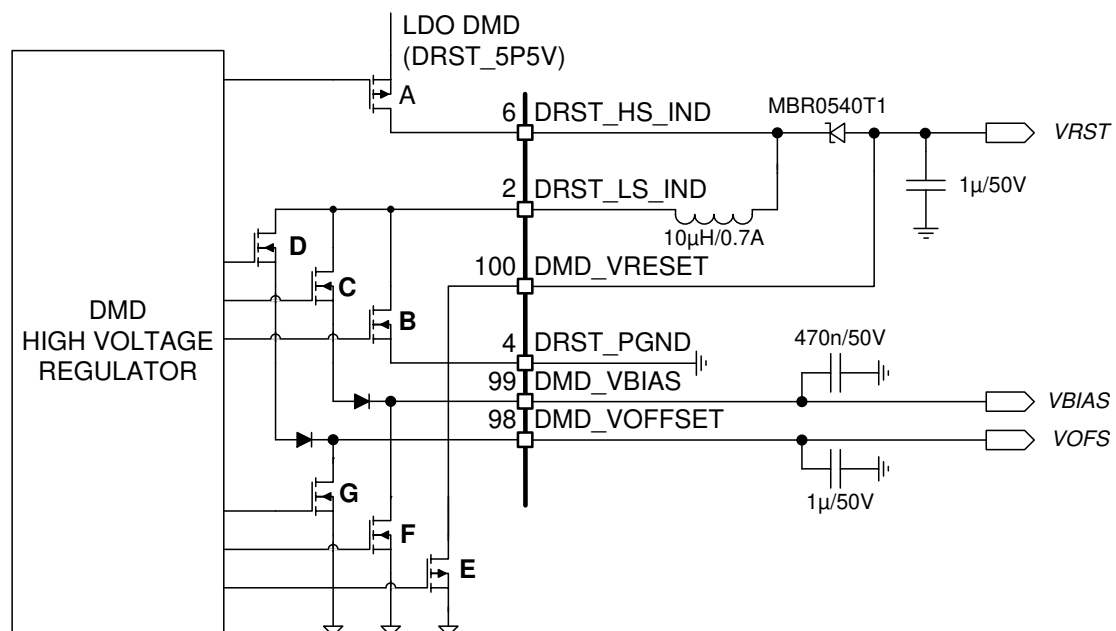 LDO DMD
(DRST_5P5V)
A
6 DRST_HS_IND
MBR0540T1
VRST
1µ/50V
2 DRST_LS_IND
10µH/0.7A
D
C
B
100 DMD_VRESET
DMD
HIGH VOLTAGE
REGULATOR
4 DRST_PGND
470n/50V
99 DMD_VBIAS
VBIAS
98 DMD_VOFFSET
VOFS
1µ/50V
G
F
E